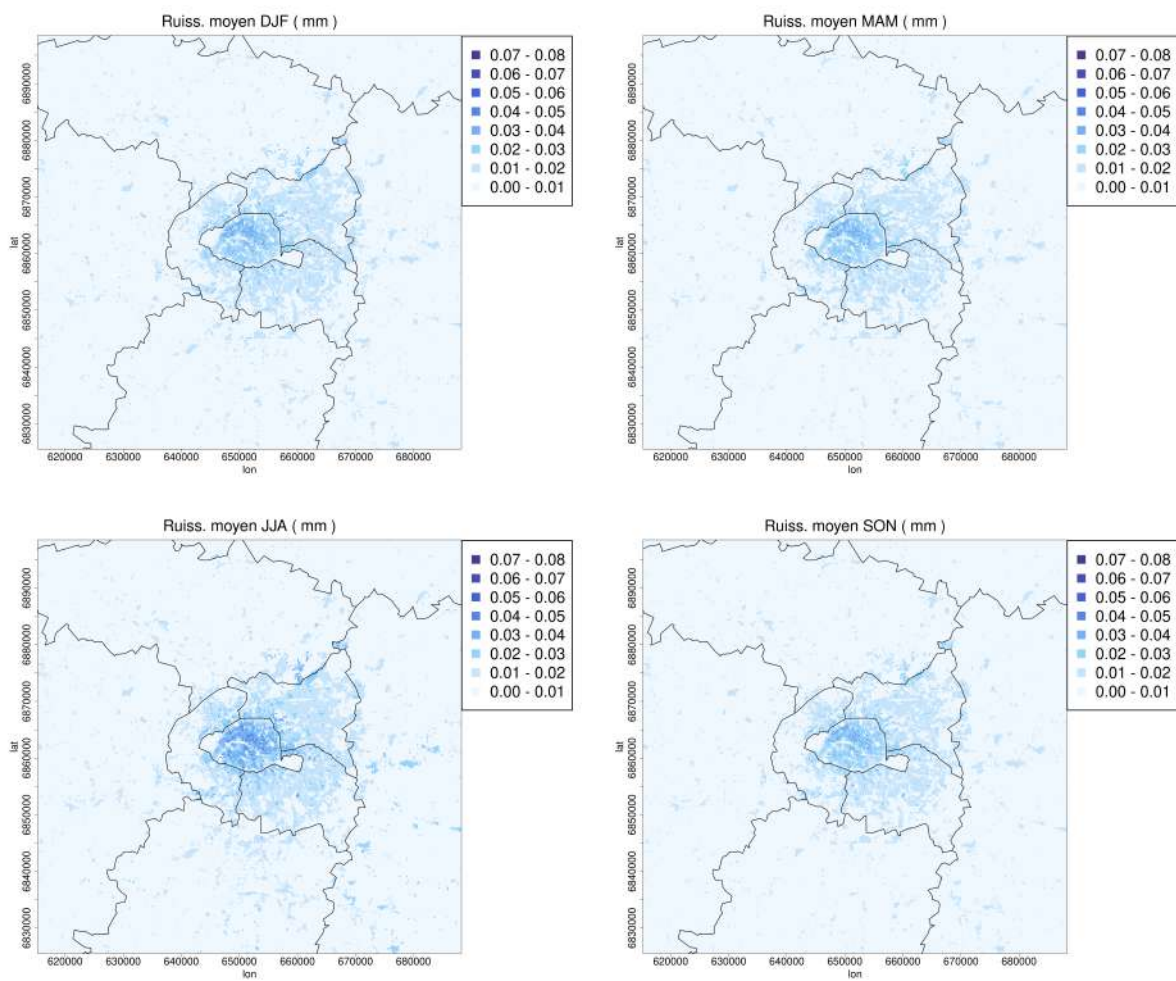 Ruiss. moyen DJF ( mm )
0.07 - 0.08
0.06 - 0.07
0.05 - 0.06
0.04 - 0.05
0.03 - 0.04
0.02 - 0.03
0.01 - 0.02
0.00 - 0.01
lat
6890000
6880000
6870000
6860000
6850000
6840000
6830000
620000 630000 640000 650000 660000 670000 680000
lon
Ruiss. moyen MAM ( mm )
0.07 - 0.08
0.06 - 0.07
0.05 - 0.06
0.04 - 0.05
0.03 - 0.04
0.02 - 0.03
0.01 - 0.02
0.00 - 0.01
lat
6890000
6880000
6870000
6860000
6850000
6840000
6830000
620000 630000 640000 650000 660000 670000 680000
lon
Ruiss. moyen JJA ( mm )
0.07 - 0.08
0.06 - 0.07
0.05 - 0.06
0.04 - 0.05
0.03 - 0.04
0.02 - 0.03
0.01 - 0.02
0.00 - 0.01
lat
6890000
6880000
6870000
6860000
6850000
6840000
6830000
620000 630000 640000 650000 660000 670000 680000
lon
Ruiss. moyen SON ( mm )
0.07 - 0.08
0.06 - 0.07
0.05 - 0.06
0.04 - 0.05
0.03 - 0.04
0.02 - 0.03
0.01 - 0.02
0.00 - 0.01
lat
6890000
6880000
6870000
6860000
6850000
6840000
6830000
620000 630000 640000 650000 660000 670000 680000
lon